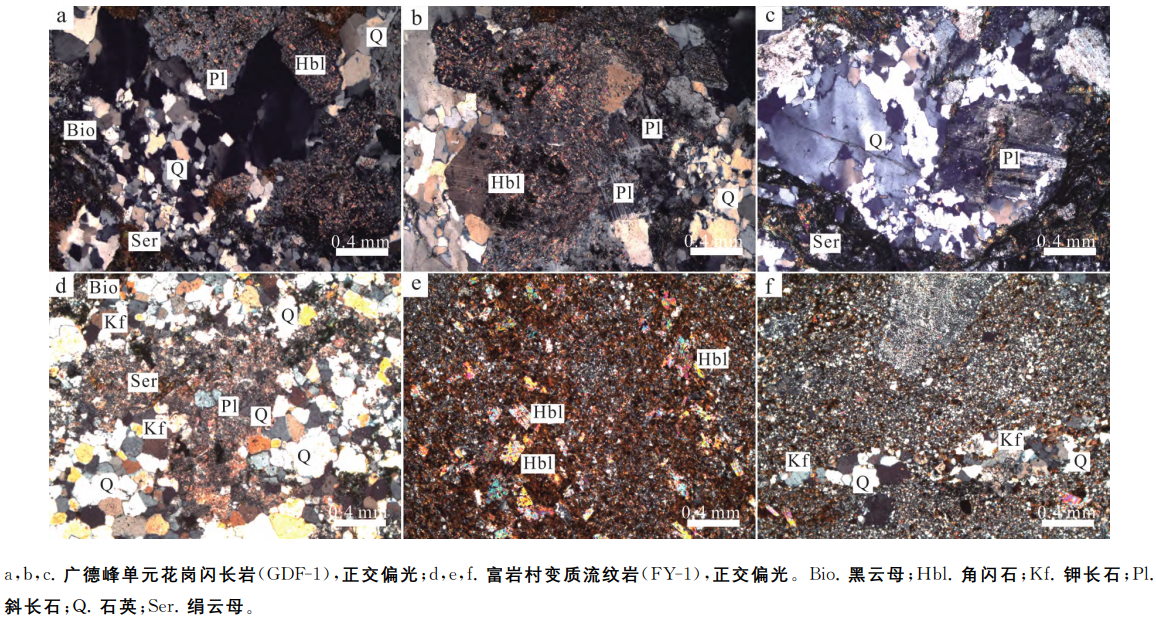 a
Q
Pl
Hbl
Bio
Q
Ser
0.4 mm
b
Pl
Hbl
Pl
Q
0.4 mm
c
Q
Pl
Ser
0.4 mm
d
Bio
Kf
Q
Ser
Pl
Kf
Q
Q
Q
0.4 mm
e
Hbl
Hbl
Hbl
0.4 mm
f
Kf
Kf
Q
Q
0.4 mm
a,b,c. 广德峰单元花岗闪长岩(GDF-1),正交偏光;d,e,f. 富岩村变质流纹岩(FY-1),正交偏光。Bio. 黑云母;Hbl. 角闪石;Kf. 钾长石;Pl.
斜长石;Q. 石英;Ser. 绢云母。